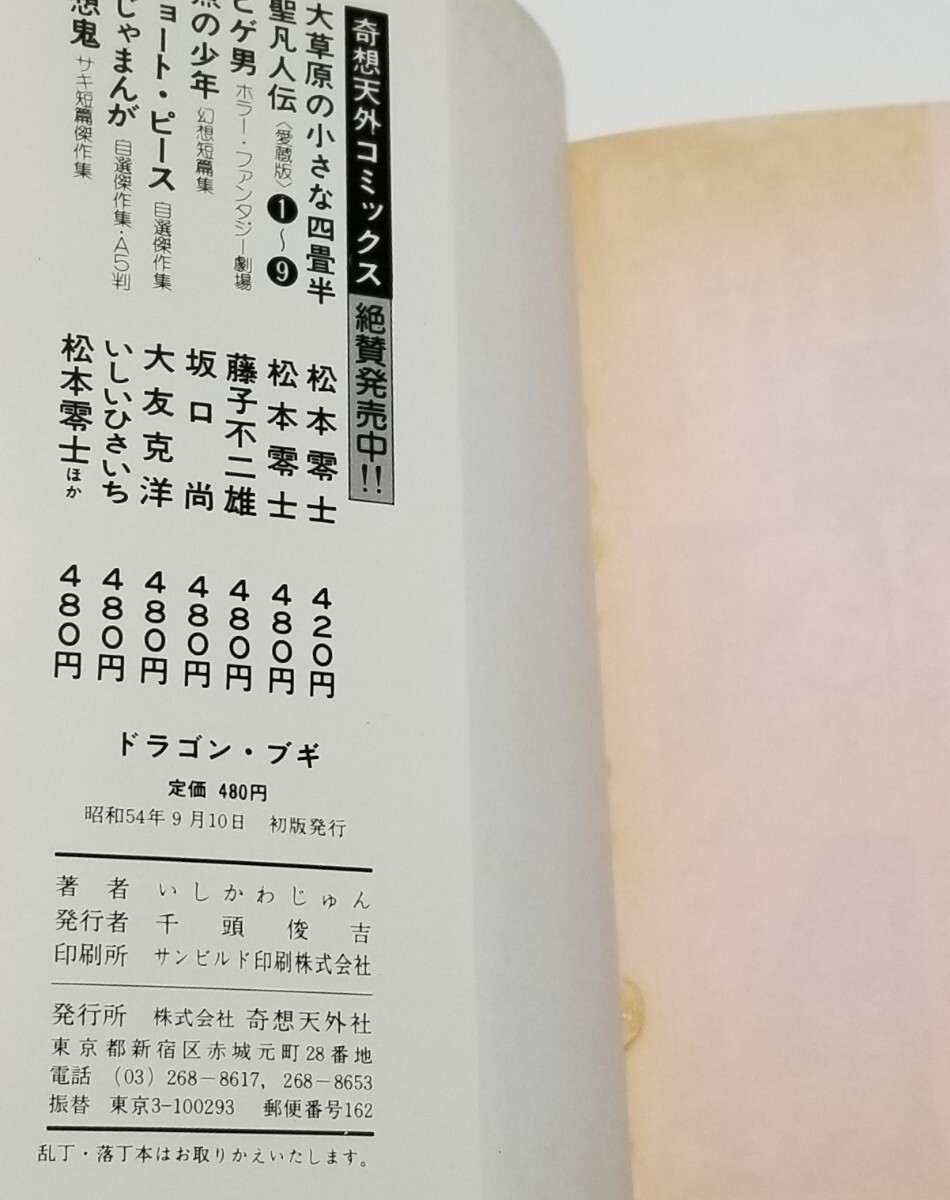 奇想天外コミックス 絶賛発売中!!
大草原の小さな四畳半 松本零士 420円
聖凡人伝〈愛蔵版〉❶～❾ 松本零士 480円
ヒゲ男 ホラー・ファンタジー劇場 藤子不二雄 480円
の少年 幻想短篇集 坂口尚 480円
ョート・ピース 自選傑作集 大友克洋 480円
じゃまんが 自選傑作集・A5判 いしいひさいち 480円
想鬼 サキ短篇傑作集 松本零士ほか 480円
ドラゴン・ブギ
定価 480円
昭和54年9月10日 初版発行
著者 いしかわじゅん
発行者 千頭俊吉
印刷所 サンビルド印刷株式会社
発行所 株式会社 奇想天外社
東京都新宿区赤城元町28番地
電話 (03) 268-8617, 268-8653
振替 東京3-100293 郵便番号162
乱丁・落丁本はお取りかえいたします。